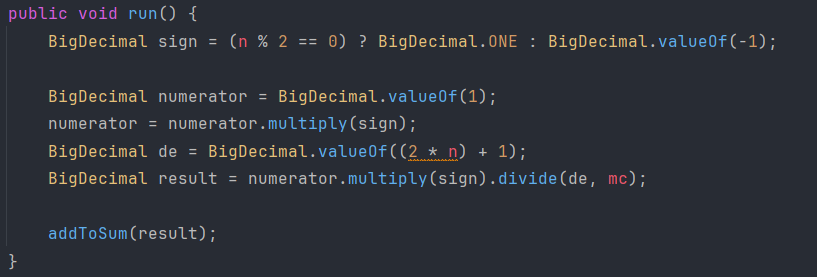 public void run() {
    BigDecimal sign = (n % 2 == 0) ? BigDecimal.ONE : BigDecimal.valueOf(-1);

    BigDecimal numerator = BigDecimal.valueOf(1);
    numerator = numerator.multiply(sign);
    BigDecimal de = BigDecimal.valueOf((2 * n) + 1);
    BigDecimal result = numerator.multiply(sign).divide(de, mc);

    addToSum(result);
}